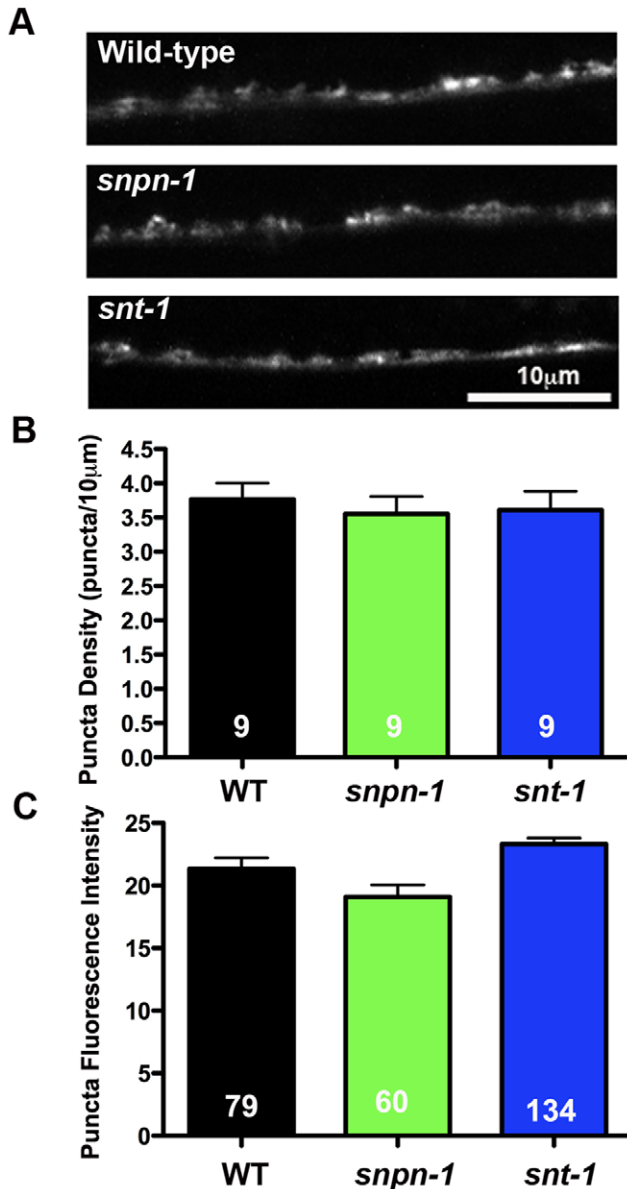 A
Wild-type
snpn-1
snt-1
10μm
B
Puncta Density (puncta/10μm)
4.5
4.0
3.5
3.0
2.5
2.0
1.5
1.0
0.5
0.0
9
9
9
WT
snpn-1
snt-1
C
Puncta Fluorescence Intensity
25
20
15
10
5
0
79
60
134
WT
snpn-1
snt-1